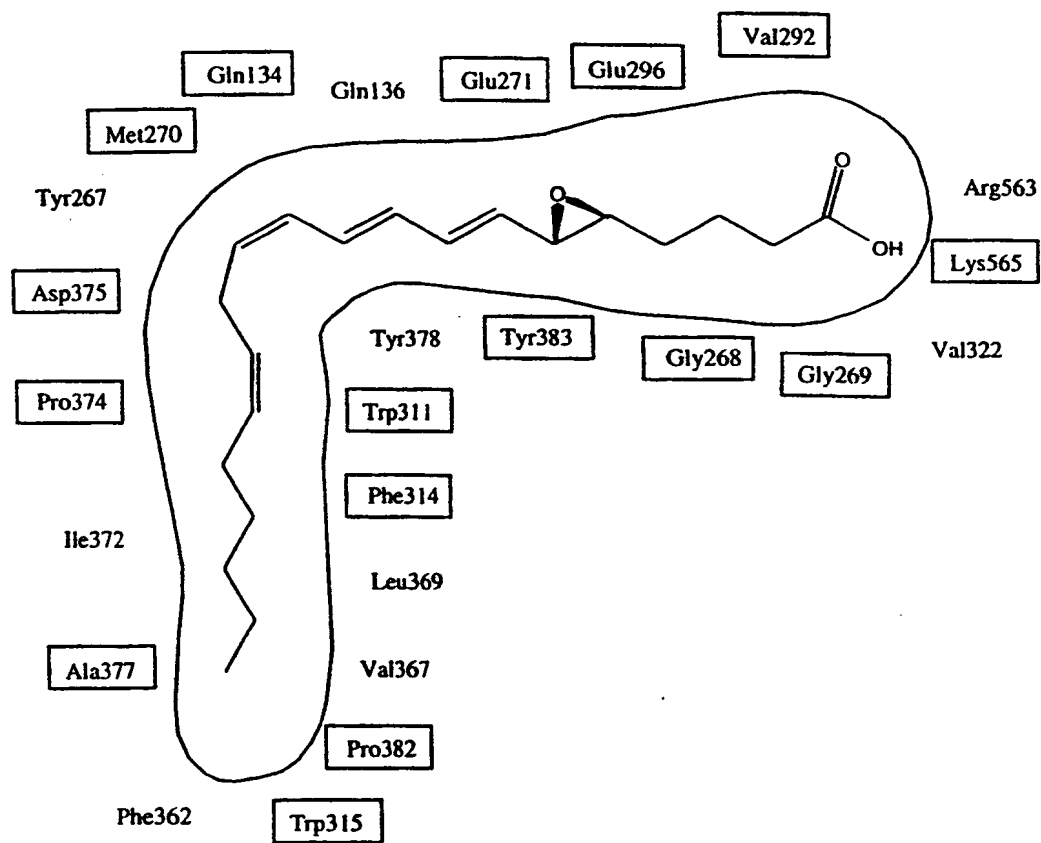 Val292
Gln134
Gln136
Glu271
Glu296
Met270
Tyr267
O
O
Arg563
OH
Lys565
Asp375
Tyr378
Tyr383
Gly268
Gly269
Val322
Pro374
Trp311
Phe314
Ile372
Leu369
Ala377
Val367
Pro382
Phe362
Trp315